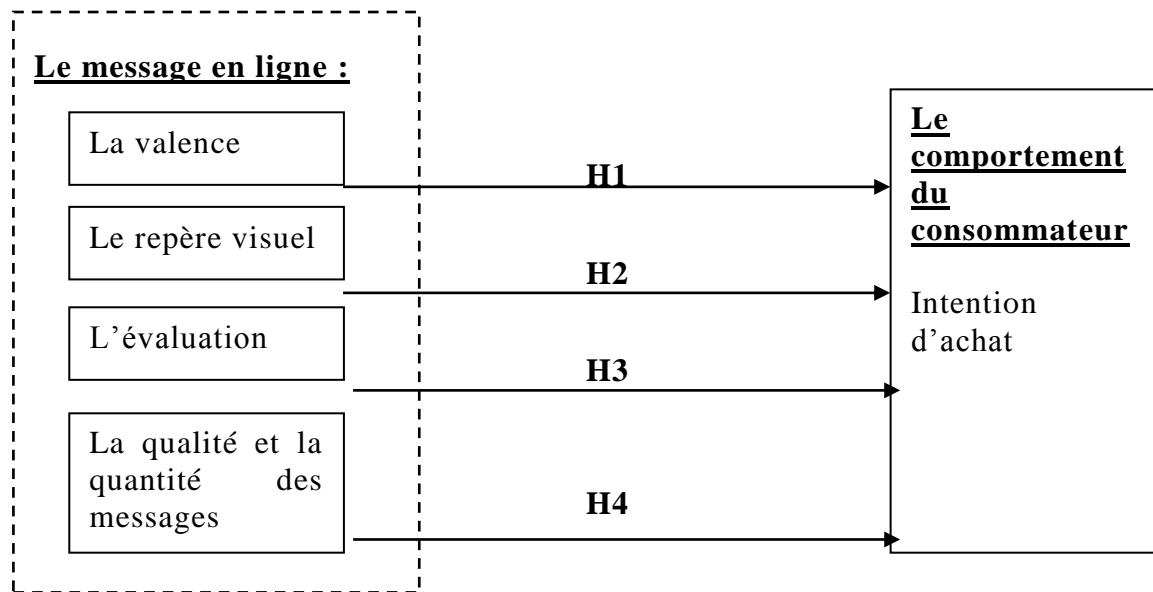 Le message en ligne :
La valence
Le repère visuel
L’évaluation
La qualité et la
quantité des
messages
H1
H2
H3
H4
Le
comportement
du
consommateur
Intention
d’achat